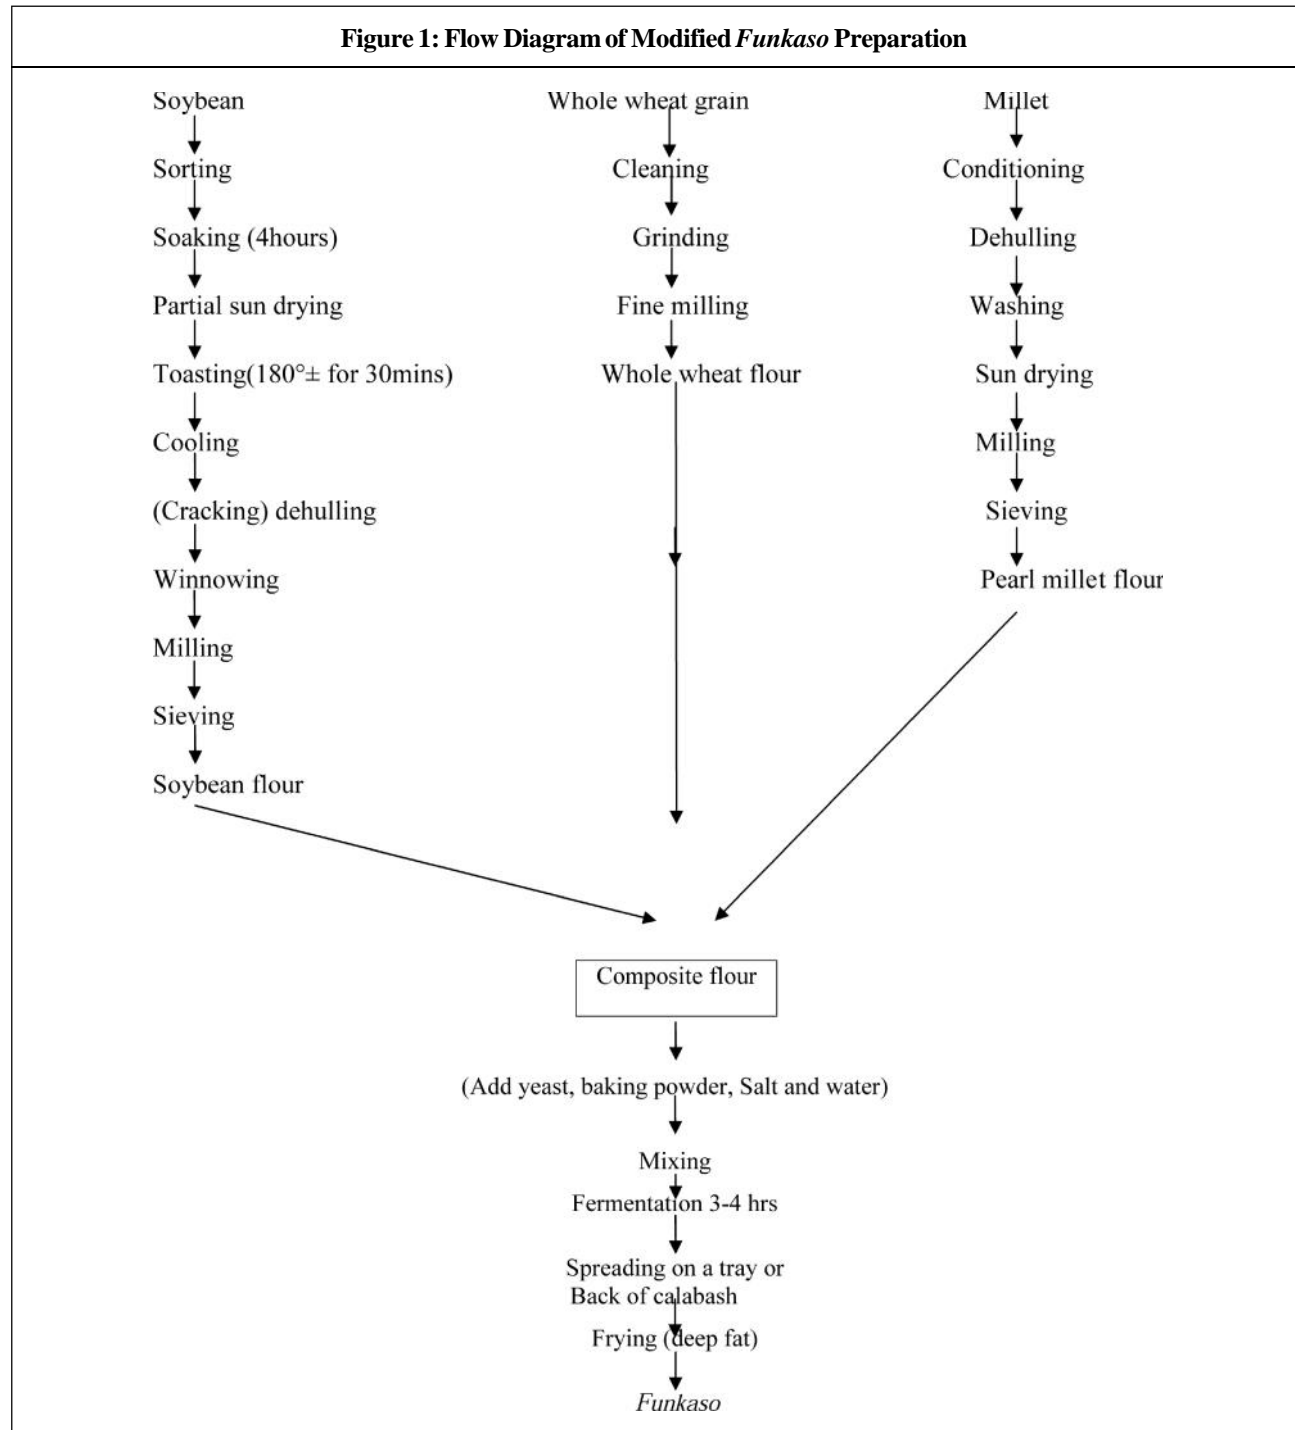 Figure 1: Flow Diagram of Modified Funkaso Preparation
Soybean
Sorting
Soaking (4hours)
Partial sun drying
Toasting(180°± for 30mins)
Cooling
(Cracking) dehulling
Winnowing
Milling
Sieving
Soybean flour
Whole wheat grain
Cleaning
Grinding
Fine milling
Whole wheat flour
Millet
Conditioning
Dehulling
Washing
Sun drying
Milling
Sieving
Pearl millet flour
Composite flour
(Add yeast, baking powder, Salt and water)
Mixing
Fermentation 3-4 hrs
Spreading on a tray or
Back of calabash
Frying (deep fat)
Funkaso